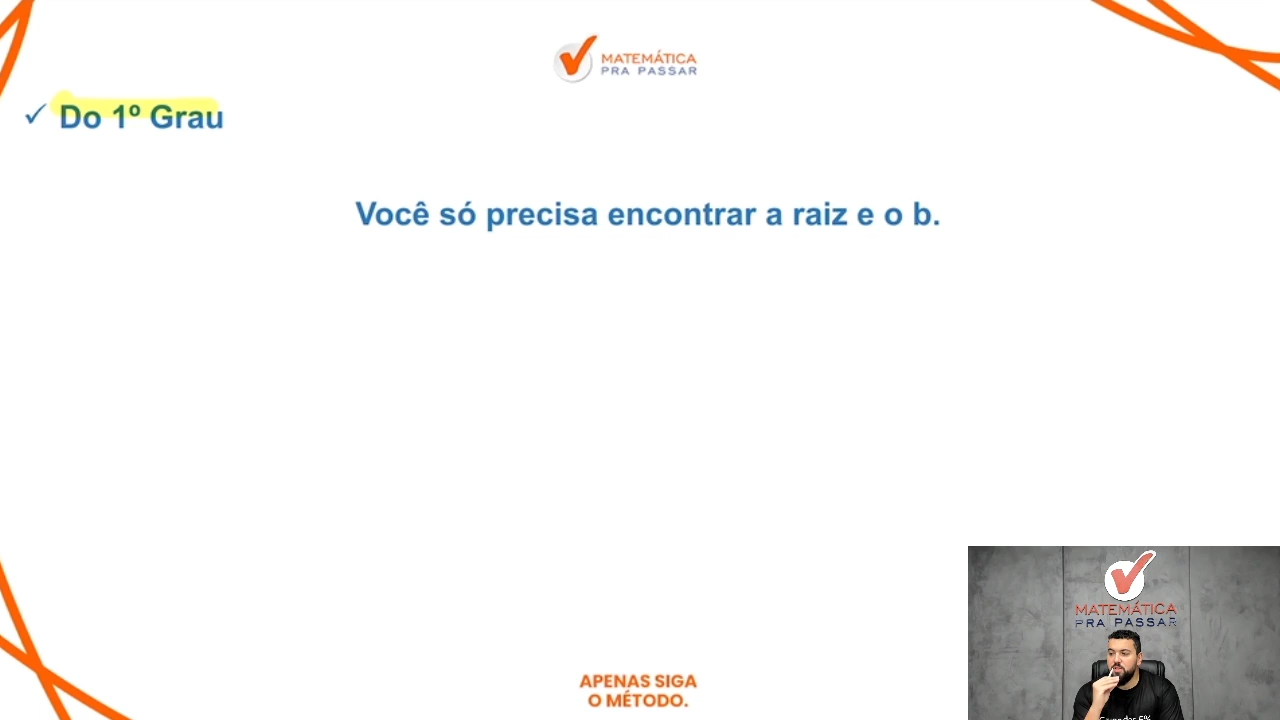 MATEMÁTICA
PRA PASSAR
✓ Do 1º Grau
Você só precisa encontrar a raiz e o b.
APENAS SIGA
O MÉTODO.
MATEMÁTICA
PRA PASSAR